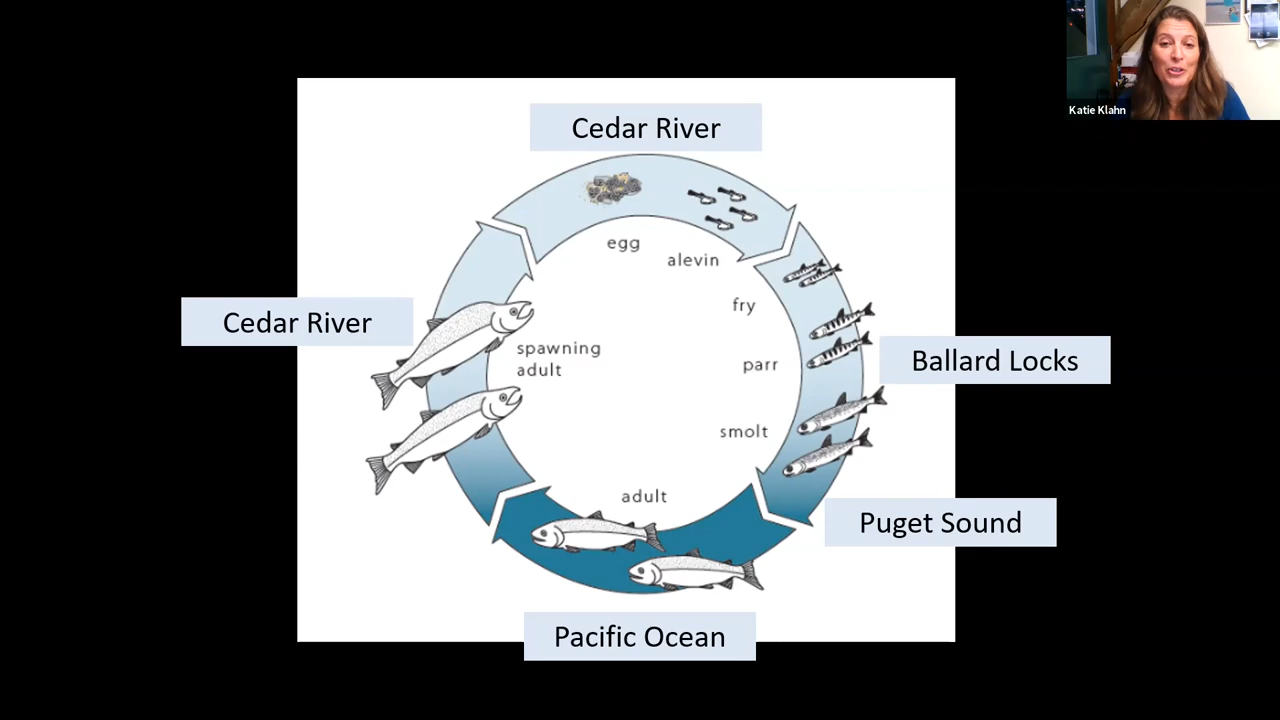 Katie Klahn
Cedar River
egg
alevin
fry
Cedar River
spawning
adult
parr
Ballard Locks
smolt
adult
Puget Sound
Pacific Ocean